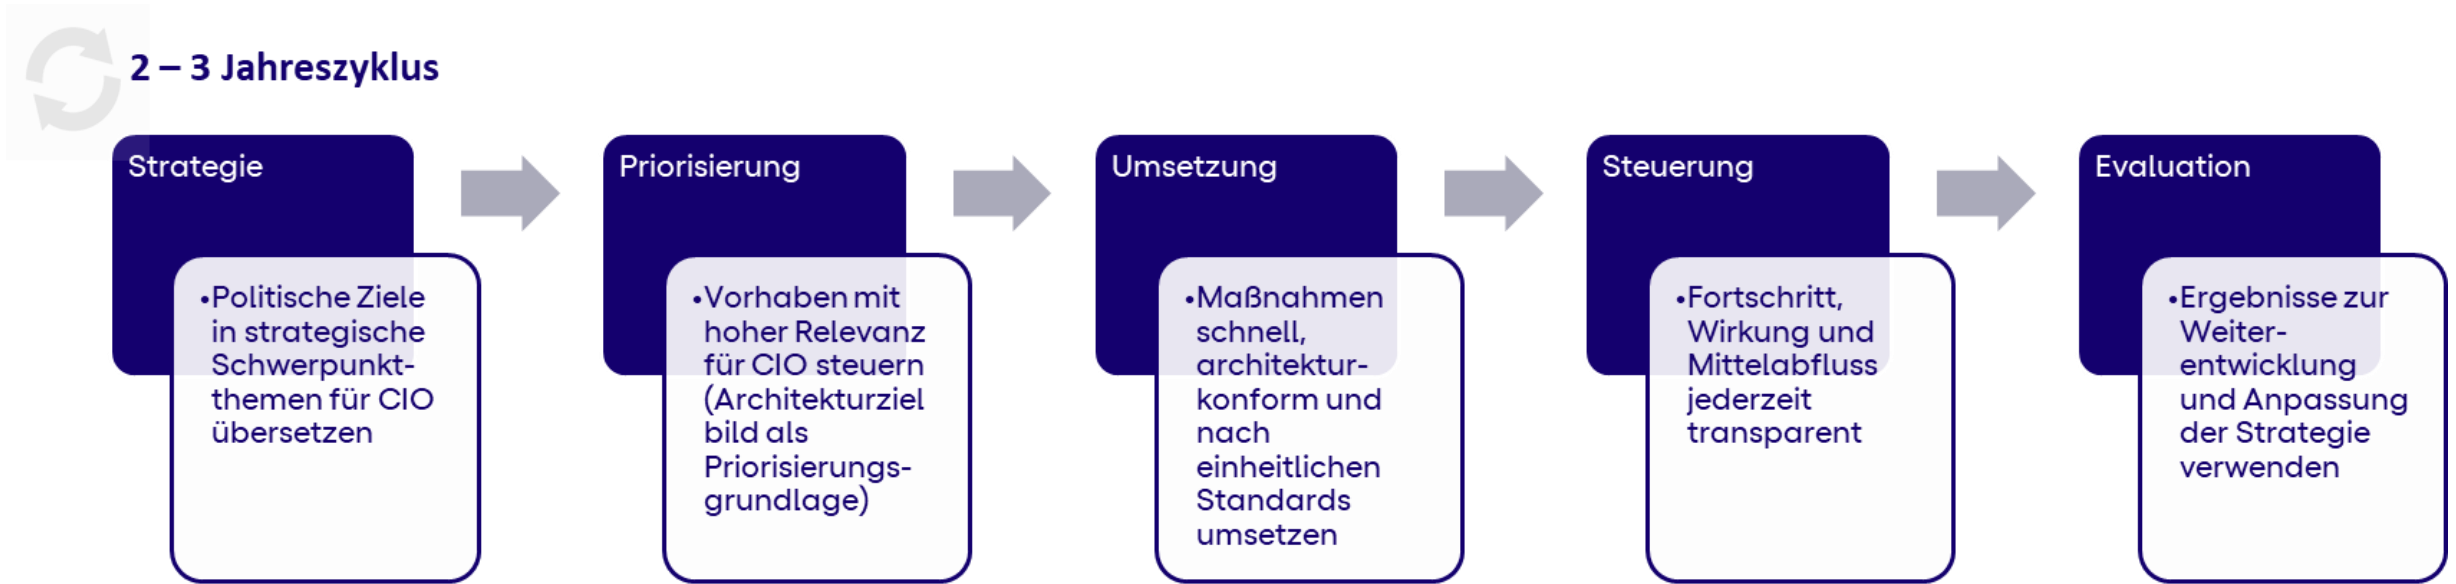 2 – 3 Jahreszyklus
Strategie
•Politische Ziele
in strategische
Schwerpunkt-
themen für CIO
übersetzen
Priorisierung
•Vorhaben mit
hoher Relevanz
für CIO steuern
(Architekturziel
bild als
Priorisierungs-
grundlage)
Umsetzung
•Maßnahmen
schnell,
architektur-
konform und
nach
einheitlichen
Standards
umsetzen
Steuerung
•Fortschritt,
Wirkung und
Mittelabfluss
jederzeit
transparent
Evaluation
•Ergebnisse zur
Weiter-
entwicklung
und Anpassung
der Strategie
verwenden